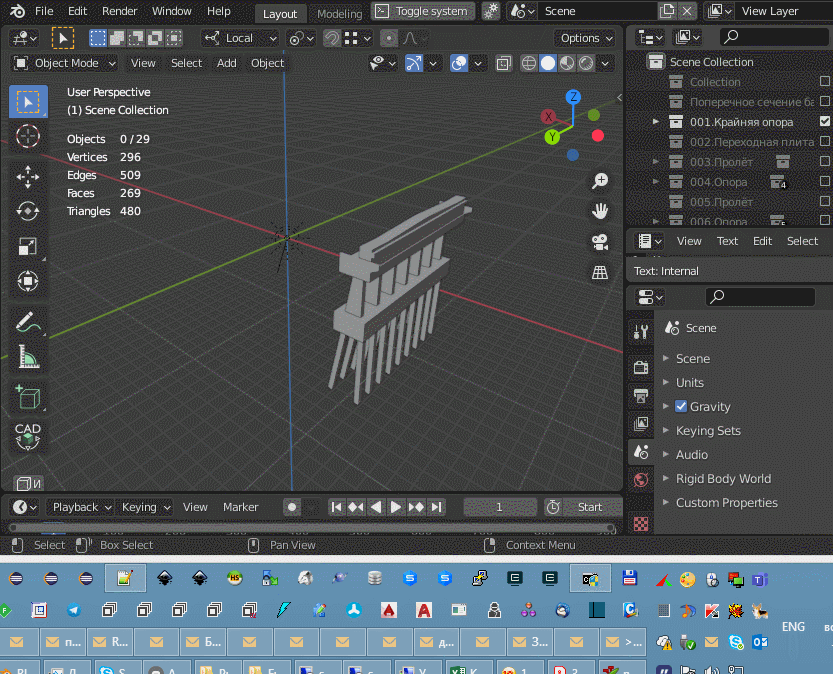 File Edit Render Window Help Layout Modeling Toggle system Scene View Layer
Local Options
Object Mode View Select Add Object
User Perspective
(1) Scene Collection
Objects 0 / 29
Vertices 296
Edges 509
Faces 269
Triangles 480
Z
X
Y
CAD
И
Scene Collection
Collection
Поперечное сечение ба
001.Крайняя опора
002.Переходная плита
003.Пролёт
004.Опора 4
005.Пролёт
006.Опора
View Text Edit Select
Text: Internal
Scene
Scene
Units
Gravity
Keying Sets
Audio
Rigid Body World
Custom Properties
Playback Keying View Marker 1 Start
Select Box Select Pan View Context Menu
HS S S E E
ENG
п... R... Б... д... З... >...